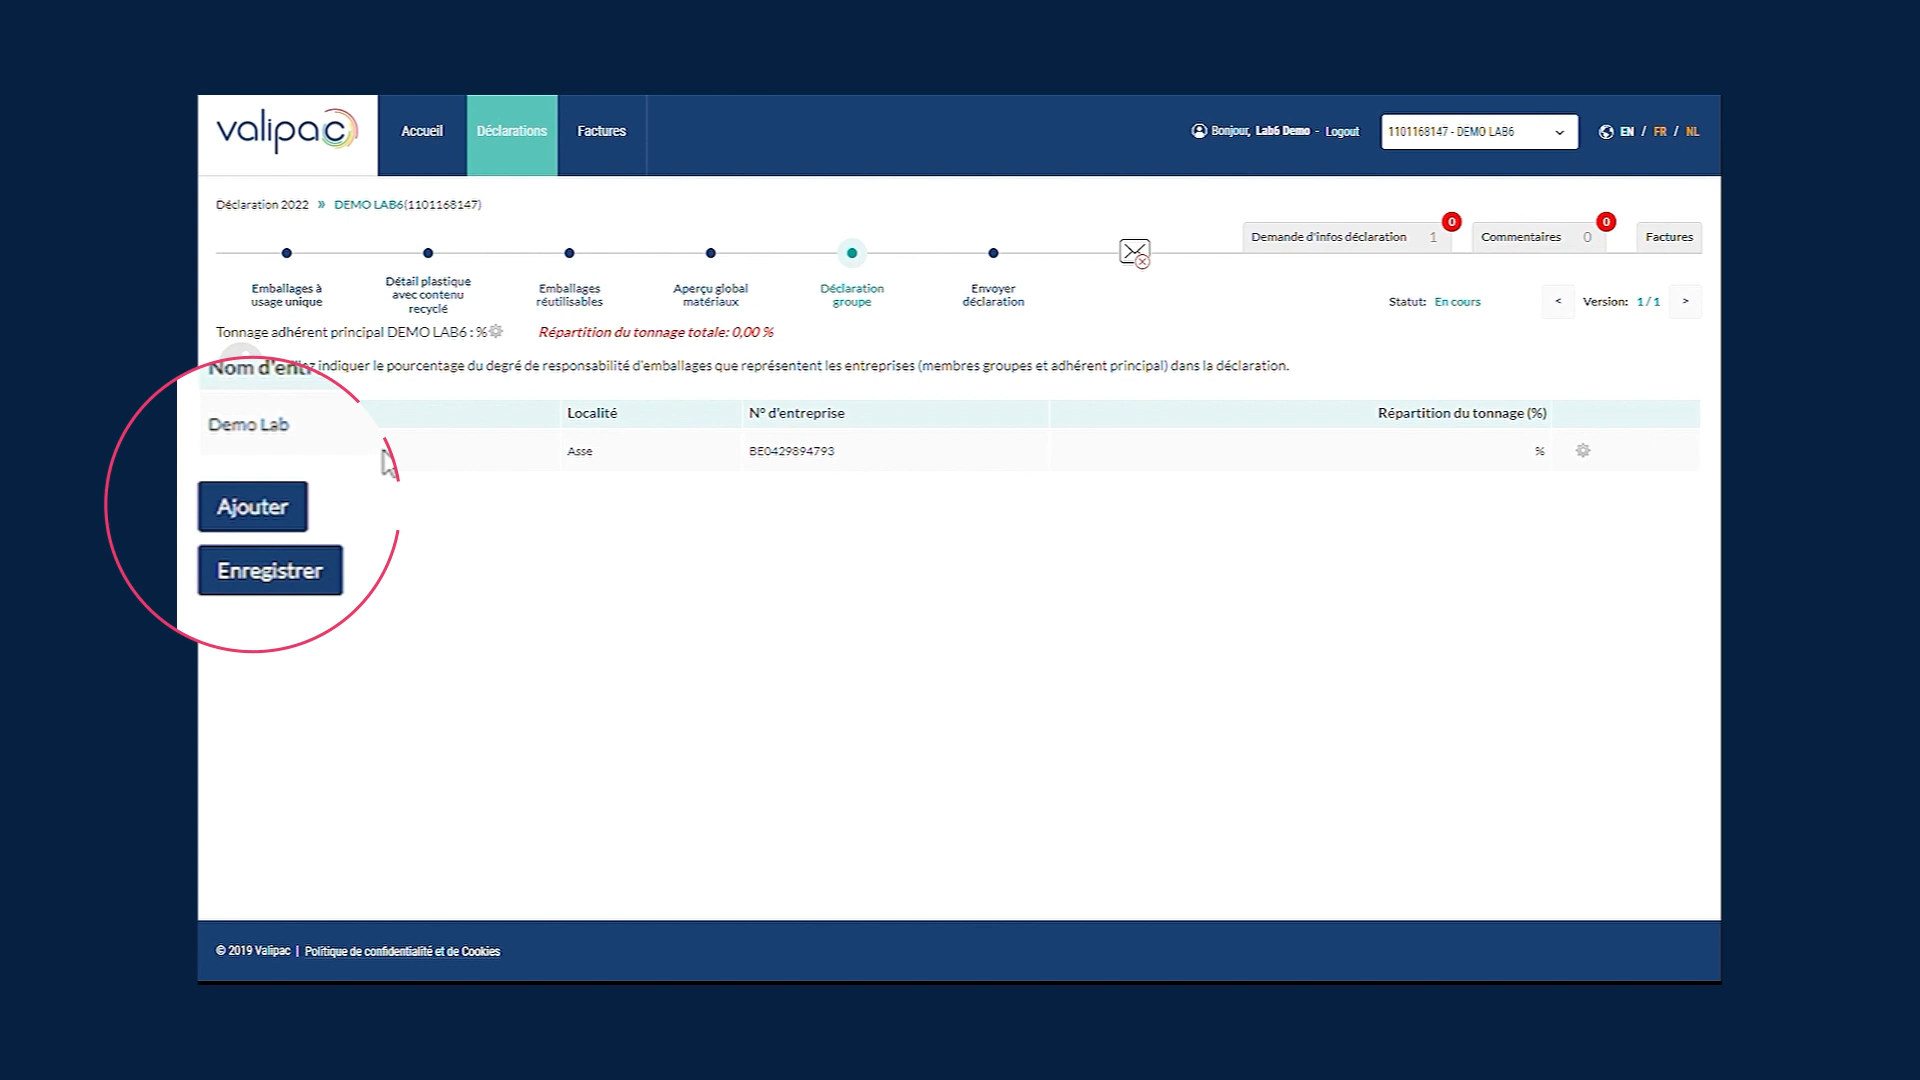 valipac
Accueil
Déclarations
Factures
Bonjour, Lab6 Demo - Logout
1101168147 - DEMO LAB6
EN / FR / NL
Déclaration 2022 » DEMO LAB6(1101168147)
Demande d'infos déclaration 1
0
Commentaires 0
0
Factures
Emballages à
usage unique
Détail plastique
avec contenu
recyclé
Emballages
réutilisables
Aperçu global
matériaux
Déclaration
groupe
Envoyer
déclaration
Statut: En cours
< Version: 1/1 >
Tonnage adhérent principal DEMO LAB6 : %
Répartition du tonnage totale: 0,00 %
indiquer le pourcentage du degré de responsabilité d'emballages que représentent les entreprises (membres groupes et adhérent principal) dans la déclaration.
Nom d'entr
Localité
N° d'entreprise
Répartition du tonnage (%)
Demo Lab
Asse
BE0429894793
%
Ajouter
Enregistrer
© 2019 Valipac | Politique de confidentialité et de Cookies